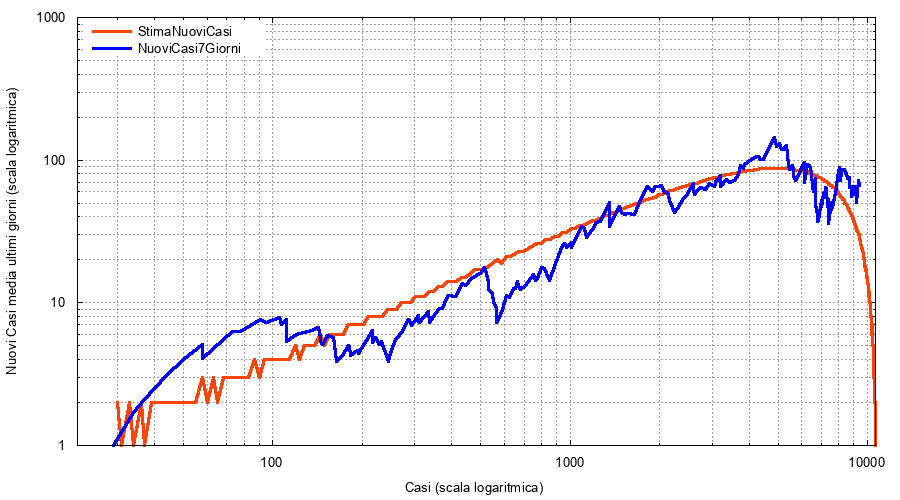 1000
StimaNuoviCasi
NuoviCasi7Giorni
100
10
1
Nuovi Casi media ultimi giorni (scala logaritmica)
100
1000
10000
Casi (scala logaritmica)